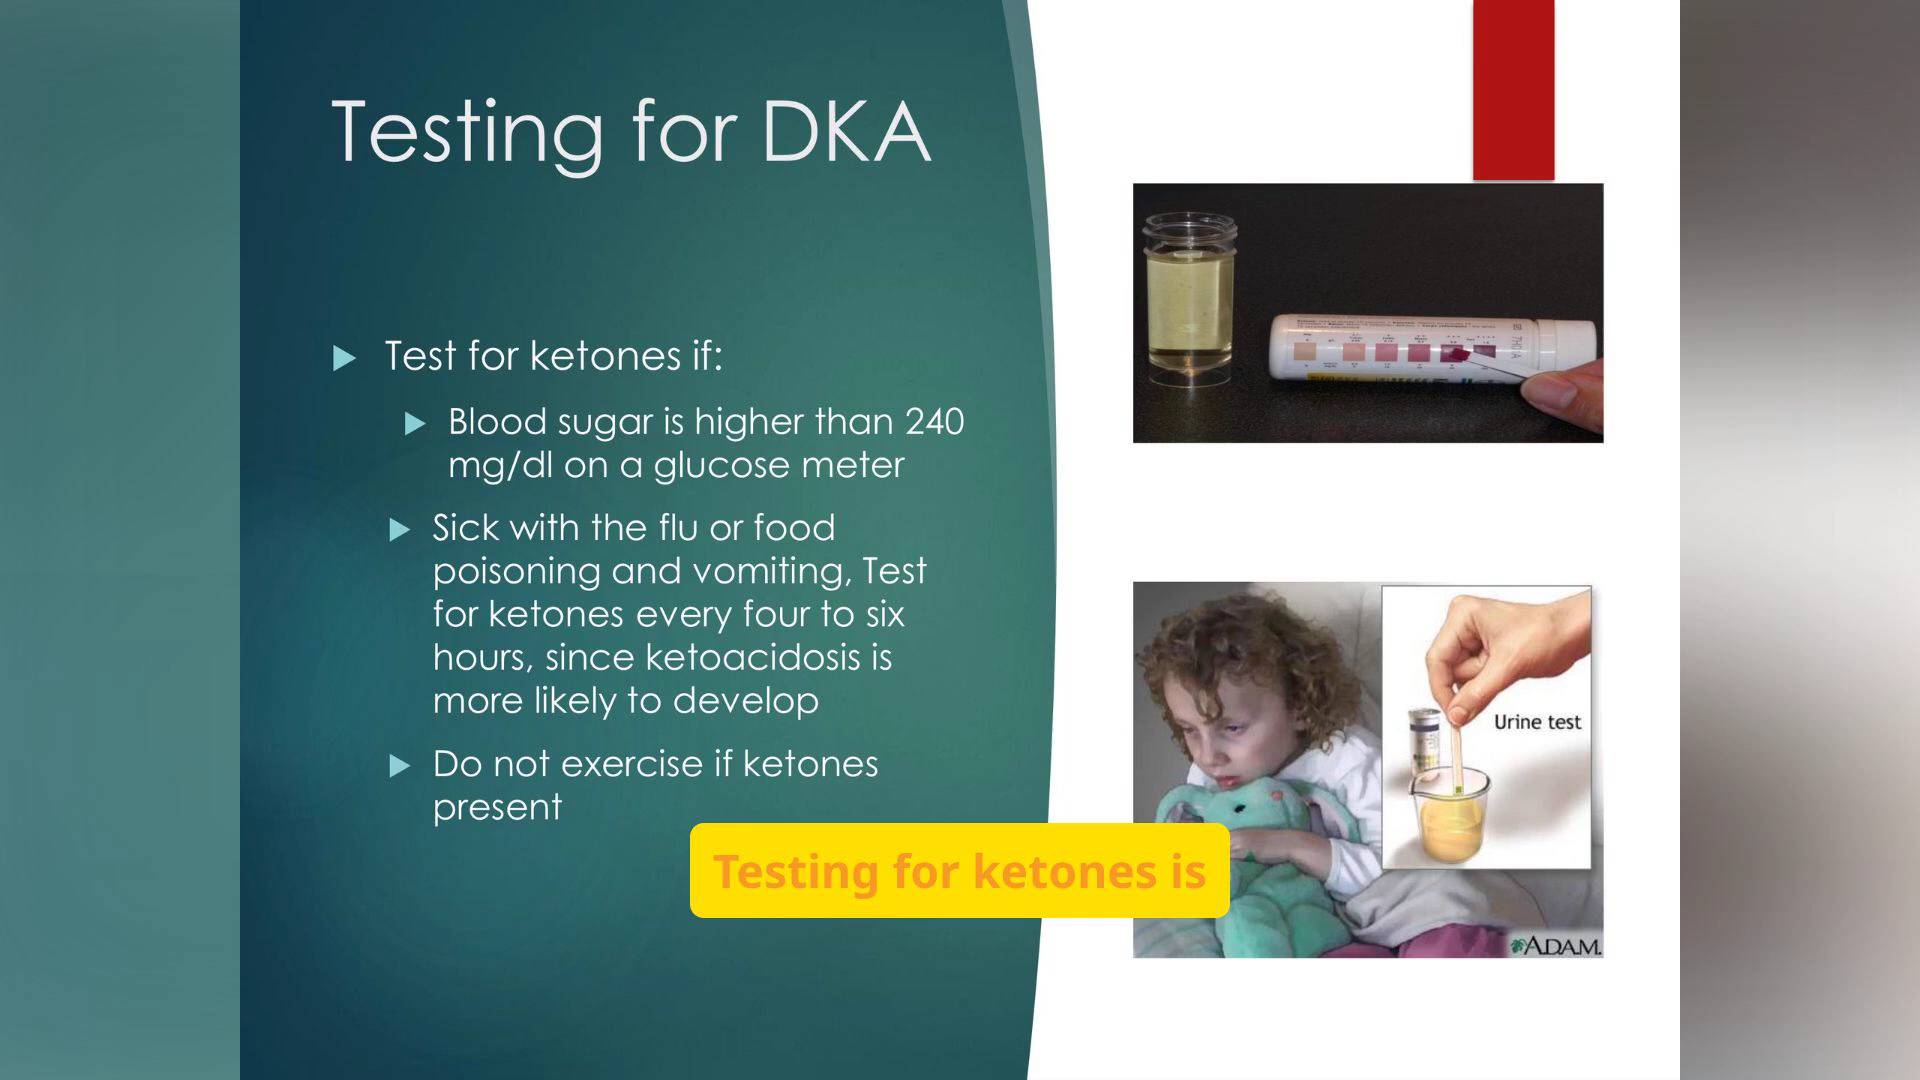 Testing for DKA
Test for ketones if:
Blood sugar is higher than 240
mg/dl on a glucose meter
Sick with the flu or food
poisoning and vomiting, Test
for ketones every four to six
hours, since ketoacidosis is
more likely to develop
Do not exercise if ketones
present
Urine test
Testing for ketones is
ADAM.